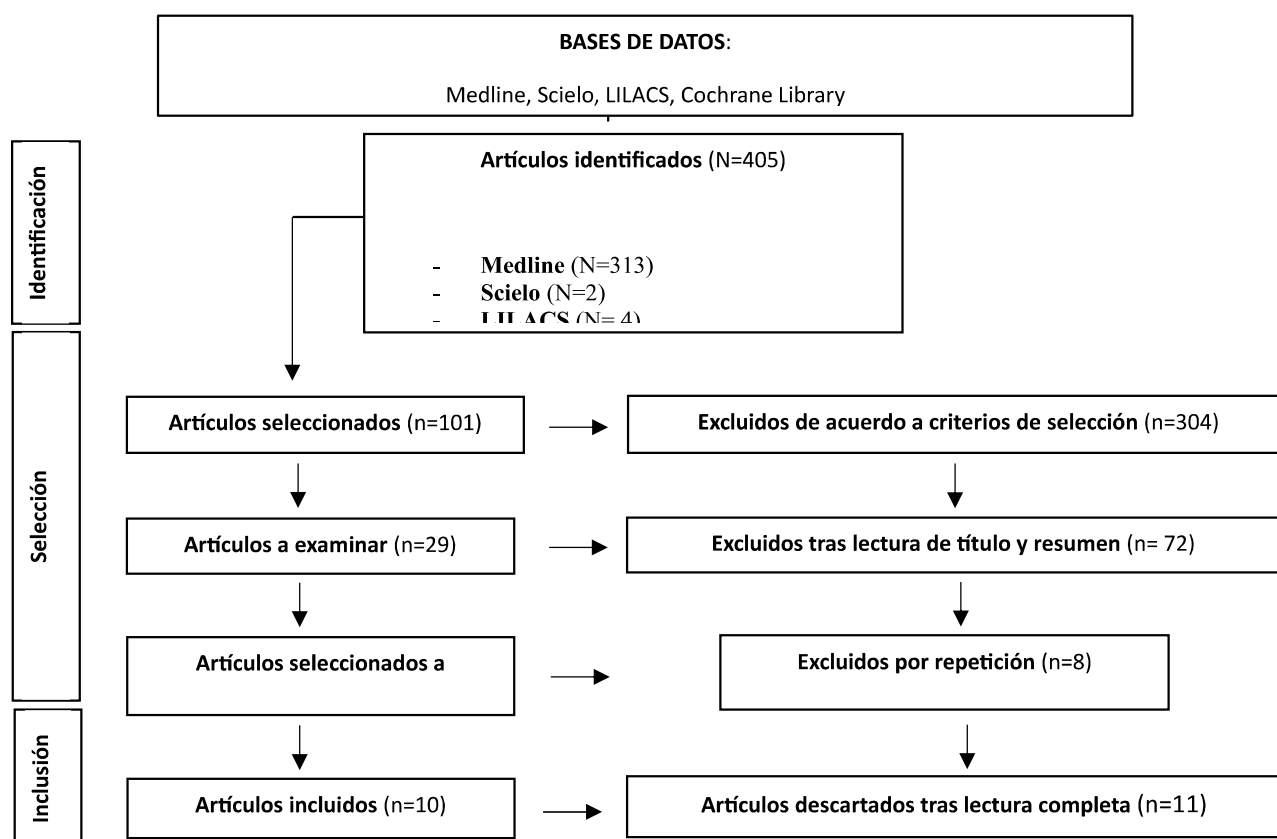 BASES DE DATOS:
Medline, Scielo, LILACS, Cochrane Library
Identificación
Artículos identificados (N=405)
- Medline (N=313)
- Scielo (N=2)
- LILACS (N= 4)
Selección
Artículos seleccionados (n=101)
Excluidos de acuerdo a criterios de selección (n=304)
Artículos a examinar (n=29)
Excluidos tras lectura de título y resumen (n= 72)
Artículos seleccionados a
Excluidos por repetición (n=8)
Inclusión
Artículos incluidos (n=10)
Artículos descartados tras lectura completa (n=11)